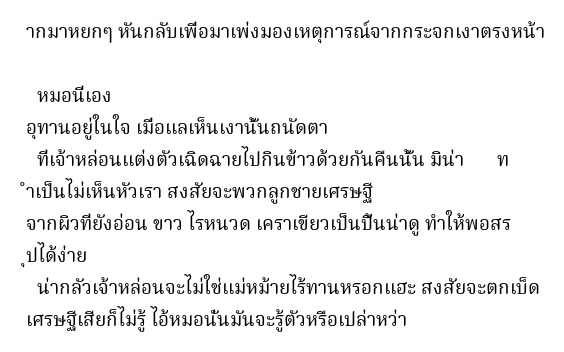 ากมาหยกๆ หันกลับเพื่อมาเพ่งมองเหตุการณ์จากกระจกเงาตรงหน้า
หมอนี่เอง
อุทานอยู่ในใจ เมื่อแลเห็นเงานั้นถนัดตา
ที่เจ้าหล่อนแต่งตัวเฉิดฉายไปกินข้าวด้วยกันคืนนั้น มิน่า ท
ำเป็นไม่เห็นหัวเรา สงสัยจะพวกลูกชายเศรษฐี
จากผิวที่ยังอ่อน ขาว ไรหนวด เคราเขียวเป็นปื้นน่าดู ทำให้พอสร
ุปได้ง่าย
น่ากลัวเจ้าหล่อนจะไม่ใช่แม่หม้ายไร้ทานหรอกแฮะ สงสัยจะตกเบ็ด
เศรษฐีเสียก็ไม่รู้ ไอ้หมอนั่นมันจะรู้ตัวหรือเปล่าหว่า